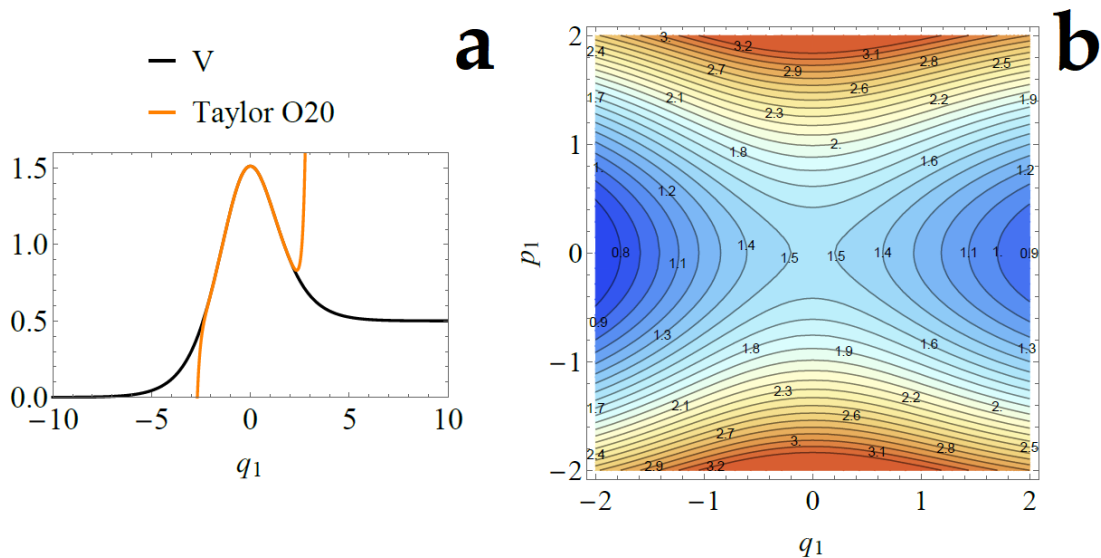 V
Taylor O20
a
1.5
1.0
0.5
0.0
−10 −5 0 5 10
q1
b
2
1
0
−1
−2
p1
2.4 3. 3.2 3.1 2.8 2.5
2.7 2.9 2.6
1.7 2.1 2.3 2.2 1.9
1.8 2. 1.6
1. 1.2 1.2
0.8 1.1 1.4 1.5 1.5 1.4 1.1 1. 0.9
0.9 1.3 1.6 1.3
1.8 1.9
1.7 2.1 2.3 2.2 2.
2.6
2.4 2.7 3. 2.8 2.5
2.9 3.2 3.1
−2 −1 0 1 2
q1